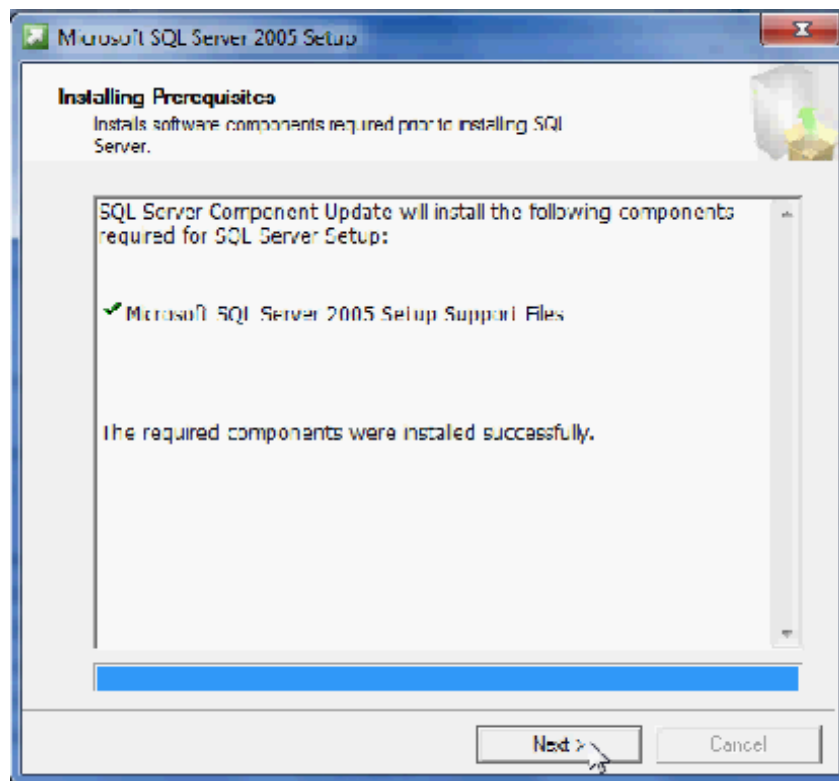 Microsoft SQL Server 2005 Setup
Installing Prerequisites
Installs software components required prior to installing SQL
Server.
SQL Server Component Update will install the following components
required for SQL Server Setup:
Microsoft SQL Server 2005 Setup Support Files
The required components were installed successfully.
Next >
Cancel